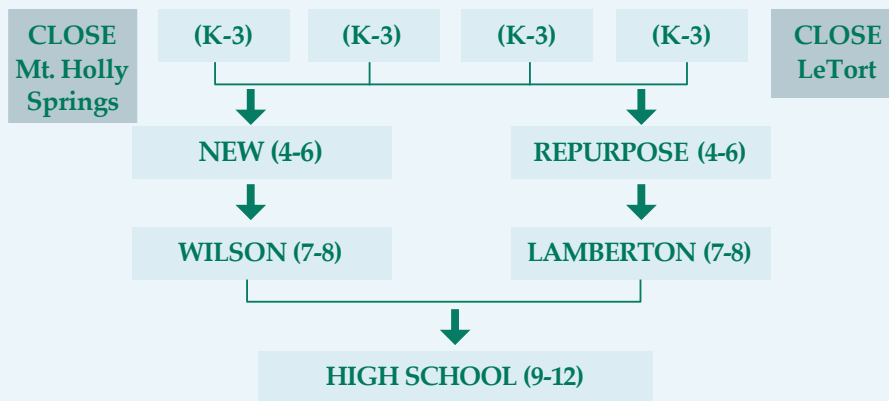 CLOSE
Mt. Holly
Springs
(K-3)
(K-3)
(K-3)
(K-3)
CLOSE
LeTort
NEW (4-6)
REPURPOSE (4-6)
WILSON (7-8)
LAMBERTON (7-8)
HIGH SCHOOL (9-12)